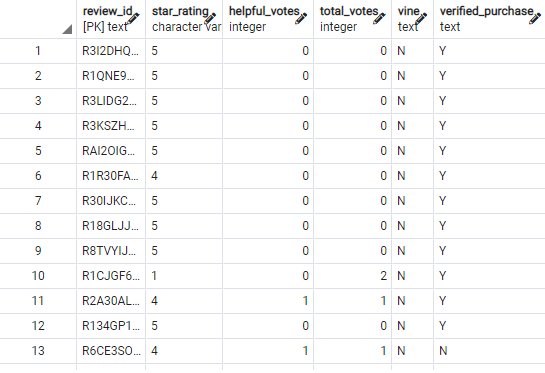 review_id star_rating helpful_votes total_votes vine verified_purchase
[PK] text character var integer integer text text
1 R3I2DHQ... 5 0 0 N Y
2 R1QNE9... 5 0 0 N Y
3 R3LIDG2... 5 0 0 N Y
4 R3KSZH... 5 0 0 N Y
5 RAI2OIG... 5 0 0 N Y
6 R1R30FA... 4 0 0 N Y
7 R30IJKC... 5 0 0 N Y
8 R18GLJJ... 5 0 0 N Y
9 R8TVYIJ... 5 0 0 N Y
10 R1CJGF6... 1 0 2 N Y
11 R2A30AL... 4 1 1 N Y
12 R134GP1... 5 0 0 N Y
13 R6CE3SO... 4 1 1 N N